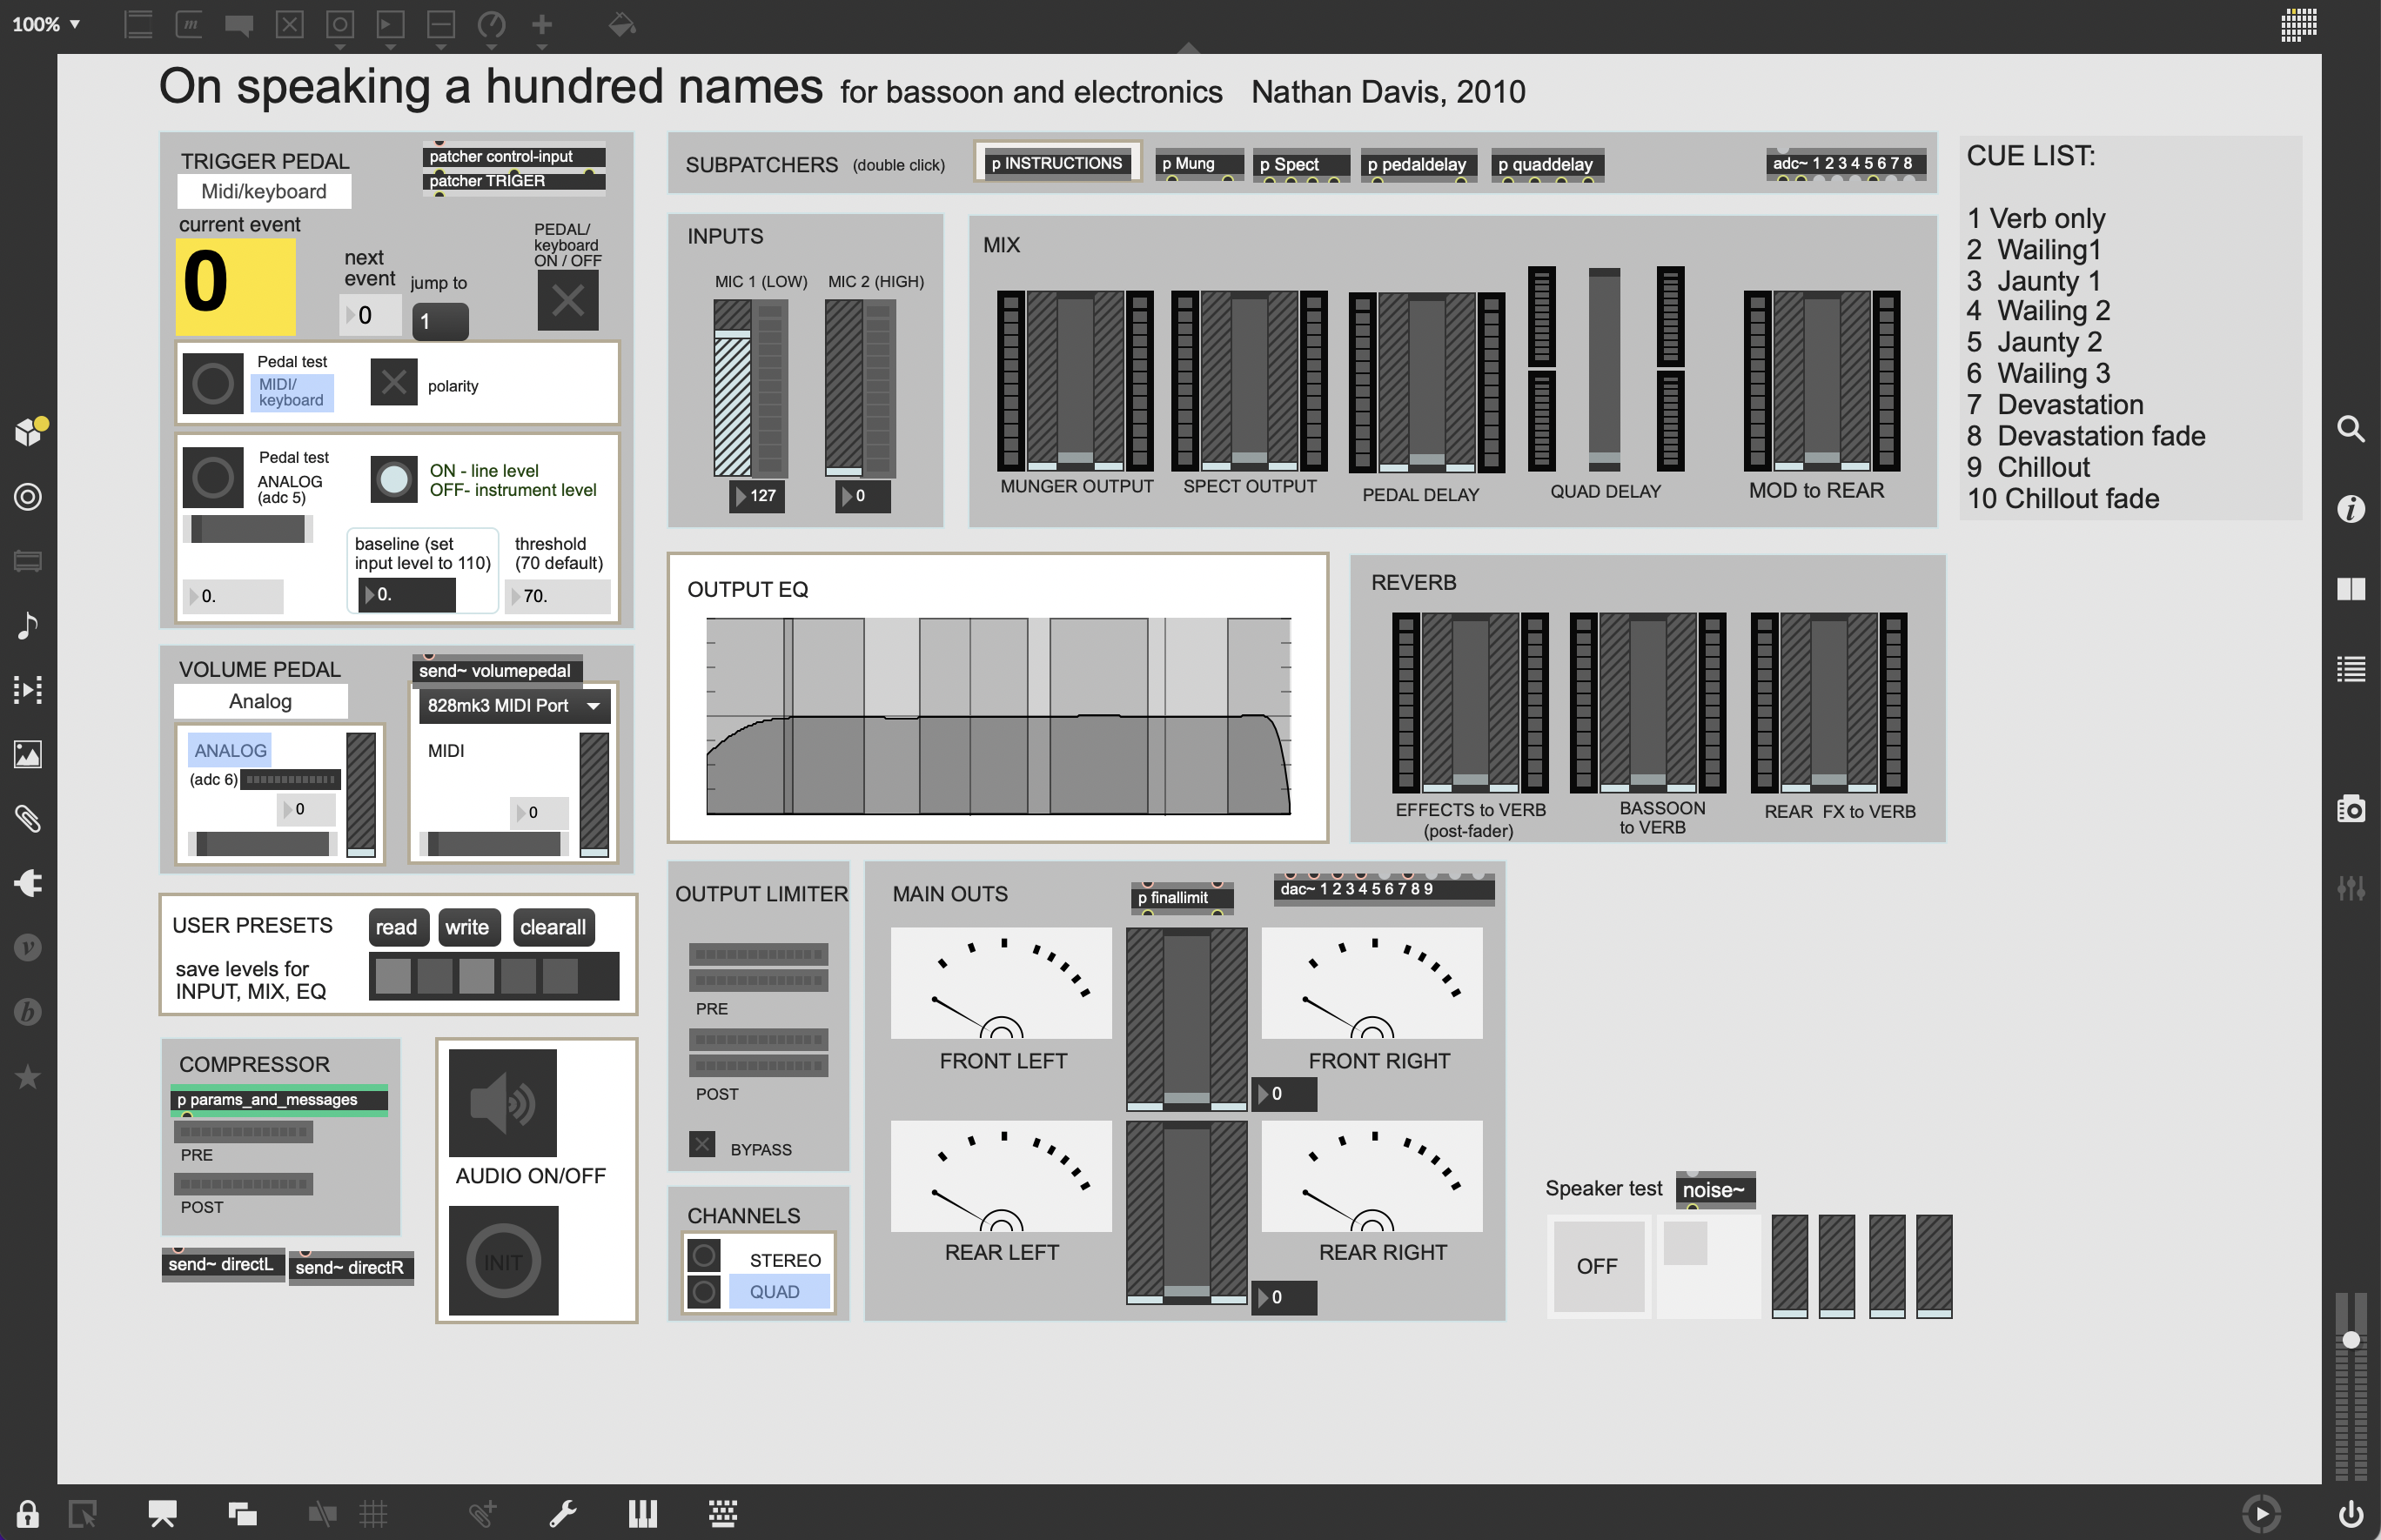 100% ▼
On speaking a hundred names for bassoon and electronics Nathan Davis, 2010
TRIGGER PEDAL
patcher control-input
patcher TRIGER
Midi/keyboard
current event
0
next
event
0
jump to
1
PEDAL/
keyboard
ON / OFF
Pedal test
MIDI/
keyboard
polarity
Pedal test
ANALOG
(adc 5)
ON - line level
OFF- instrument level
baseline (set
input level to 110)
threshold
(70 default)
0.
0.
70.
VOLUME PEDAL
send~ volumepedal
Analog
828mk3 MIDI Port
ANALOG
(adc 6)
0
MIDI
0
USER PRESETS
read
write
clearall
save levels for
INPUT, MIX, EQ
COMPRESSOR
p params_and_messages
PRE
POST
send~ directL
send~ directR
AUDIO ON/OFF
INIT
SUBPATCHERS (double click)
p INSTRUCTIONS
p Mung
p Spect
p pedaldelay
p quaddelay
adc~ 1 2 3 4 5 6 7 8
INPUTS
MIC 1 (LOW)
MIC 2 (HIGH)
127
0
MIX
MUNGER OUTPUT
SPECT OUTPUT
PEDAL DELAY
QUAD DELAY
MOD to REAR
OUTPUT EQ
REVERB
EFFECTS to VERB
(post-fader)
BASSOON
to VERB
REAR FX to VERB
OUTPUT LIMITER
PRE
POST
BYPASS
CHANNELS
STEREO
QUAD
MAIN OUTS
p finallimit
dac~ 1 2 3 4 5 6 7 8 9
FRONT LEFT
FRONT RIGHT
0
REAR LEFT
REAR RIGHT
0
CUE LIST:
1 Verb only
2 Wailing1
3 Jaunty 1
4 Wailing 2
5 Jaunty 2
6 Wailing 3
7 Devastation
8 Devastation fade
9 Chillout
10 Chillout fade
Speaker test
noise~
OFF